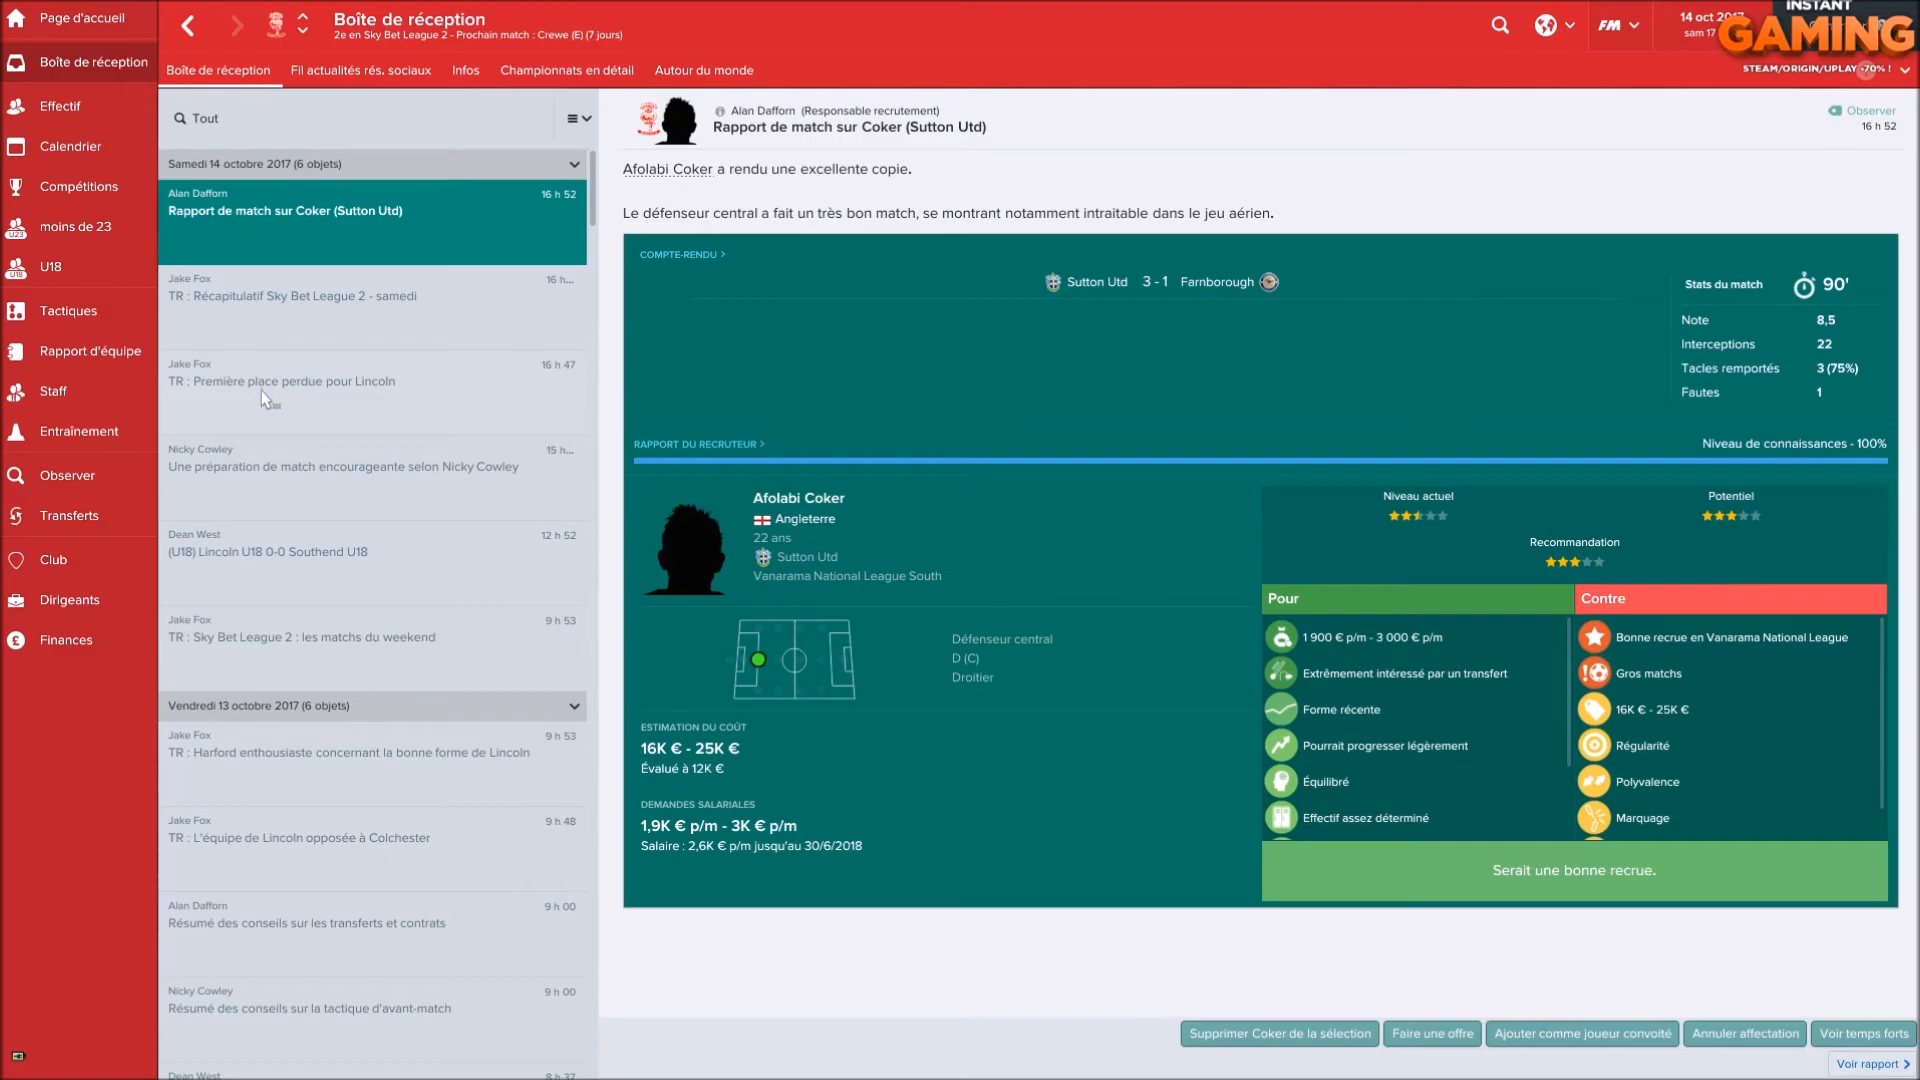 Page d'accueil
Boîte de réception
Effectif
Calendrier
Compétitions
moins de 23
U18
Tactiques
Rapport d'équipe
Staff
Entraînement
Observer
Transferts
Club
Dirigeants
Finances
Boîte de réception
2e en Sky Bet League 2 - Prochain match : Crewe (E) (7 jours)
FM
14 oct 2017
sam 17
INSTANT
GAMING
STEAM/ORIGIN/UPLAY -70% !
Boîte de réception
Fil actualités rés. sociaux
Infos
Championnats en détail
Autour du monde
Tout
Samedi 14 octobre 2017 (6 objets)
Alan Dafforn 16 h 52
Rapport de match sur Coker (Sutton Utd)
Jake Fox 16 h...
TR : Récapitulatif Sky Bet League 2 - samedi
Jake Fox 16 h 47
TR : Première place perdue pour Lincoln
Nicky Cowley 15 h...
Une préparation de match encourageante selon Nicky Cowley
Dean West 12 h 52
(U18) Lincoln U18 0-0 Southend U18
Jake Fox 9 h 53
TR : Sky Bet League 2 : les matchs du weekend
Vendredi 13 octobre 2017 (6 objets)
Jake Fox 9 h 53
TR : Harford enthousiaste concernant la bonne forme de Lincoln
Jake Fox 9 h 48
TR : L'équipe de Lincoln opposée à Colchester
Alan Dafforn 9 h 00
Résumé des conseils sur les transferts et contrats
Nicky Cowley 9 h 00
Résumé des conseils sur la tactique d'avant-match
Dean West 8 h 37
Alan Dafforn (Responsable recrutement)
Rapport de match sur Coker (Sutton Utd)
Observer
16 h 52
Afolabi Coker a rendu une excellente copie.
Le défenseur central a fait un très bon match, se montrant notamment intraitable dans le jeu aérien.
COMPTE-RENDU >
Sutton Utd 3 - 1 Farnborough
Stats du match 90'
Note 8,5
Interceptions 22
Tacles remportés 3 (75%)
Fautes 1
RAPPORT DU RECRUTEUR >
Niveau de connaissances - 100%
Afolabi Coker
Angleterre
22 ans
Sutton Utd
Vanarama National League South
Défenseur central
D (C)
Droitier
ESTIMATION DU COÛT
16K € - 25K €
Évalué à 12K €
DEMANDES SALARIALES
1,9K € p/m - 3K € p/m
Salaire : 2,6K € p/m jusqu'au 30/6/2018
Niveau actuel
Potentiel
Recommandation
Pour
1 900 € p/m - 3 000 € p/m
Extrêmement intéressé par un transfert
Forme récente
Pourrait progresser légèrement
Équilibré
Effectif assez déterminé
Contre
Bonne recrue en Vanarama National League
Gros matchs
16K € - 25K €
Régularité
Polyvalence
Marquage
Serait une bonne recrue.
Supprimer Coker de la sélection
Faire une offre
Ajouter comme joueur convoité
Annuler affectation
Voir temps forts
Voir rapport >